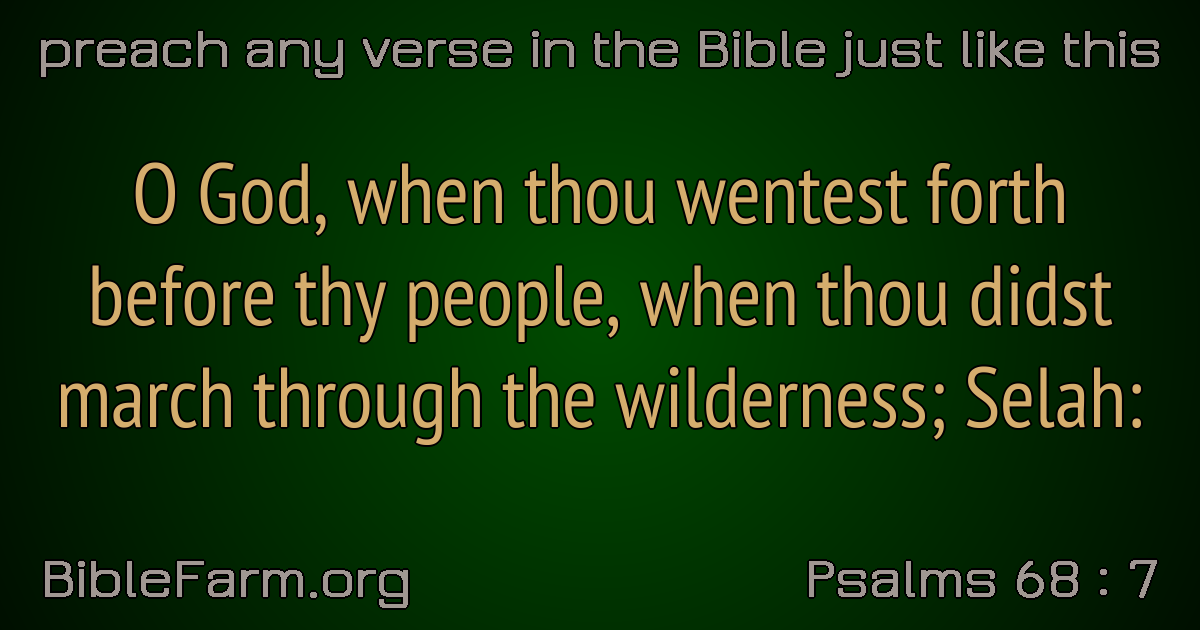 preach any verse in the Bible just like this
O God, when thou wentest forth
before thy people, when thou didst
march through the wilderness; Selah:
BibleFarm.org
Psalms 68 : 7